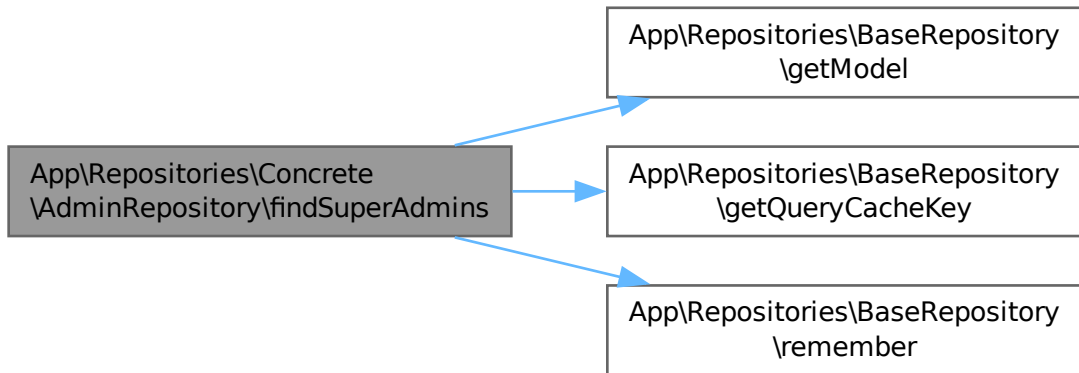 App\Repositories\BaseRepository
\getModel
App\Repositories\Concrete
\AdminRepository\findSuperAdmins
App\Repositories\BaseRepository
\getQueryCacheKey
App\Repositories\BaseRepository
\remember